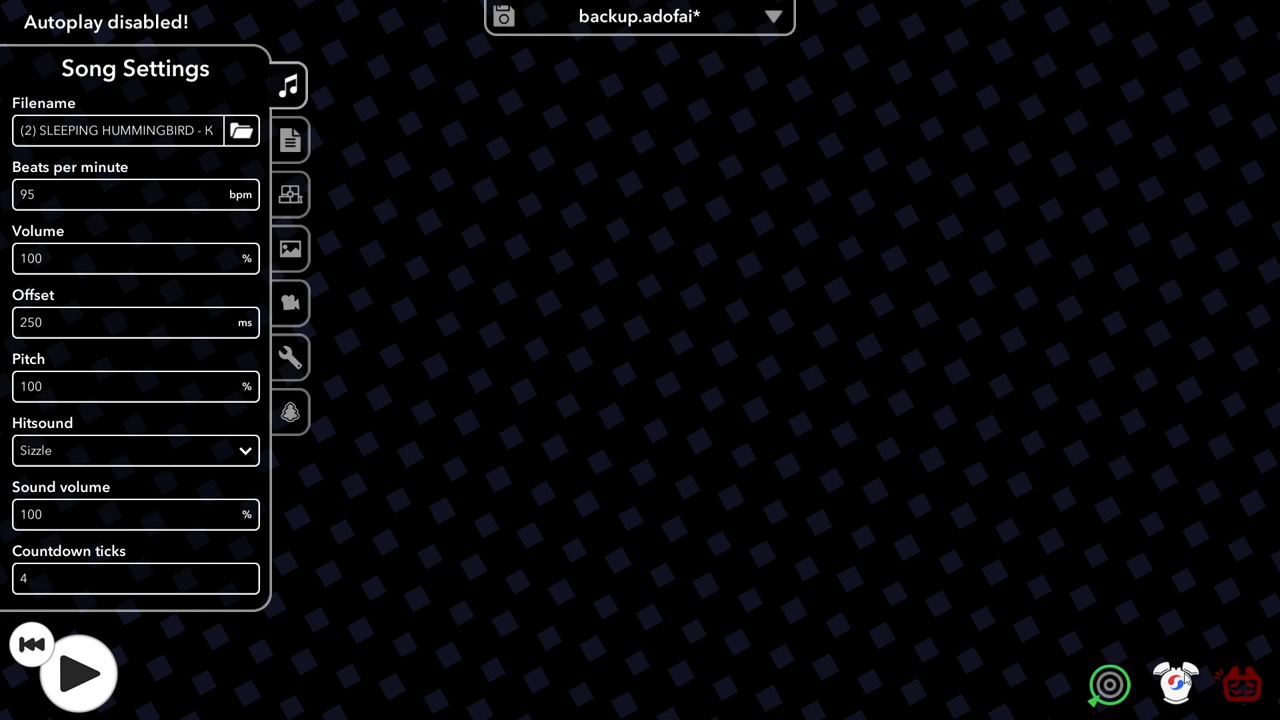 Autoplay disabled!
backup.adofai*
Song Settings
Filename
(2) SLEEPING HUMMINGBIRD - K
Beats per minute
95 bpm
Volume
100 %
Offset
250 ms
Pitch
100 %
Hitsound
Sizzle
Sound volume
100 %
Countdown ticks
4